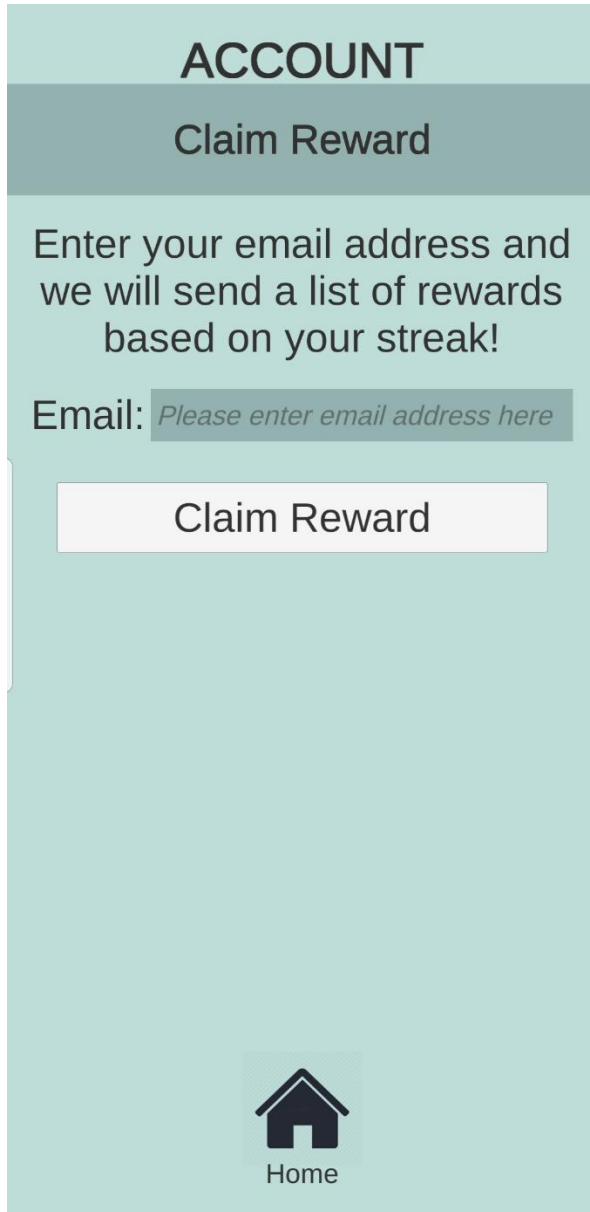 ACCOUNT
Claim Reward
Enter your email address and
we will send a list of rewards
based on your streak!
Email: Please enter email address here
Claim Reward
Home